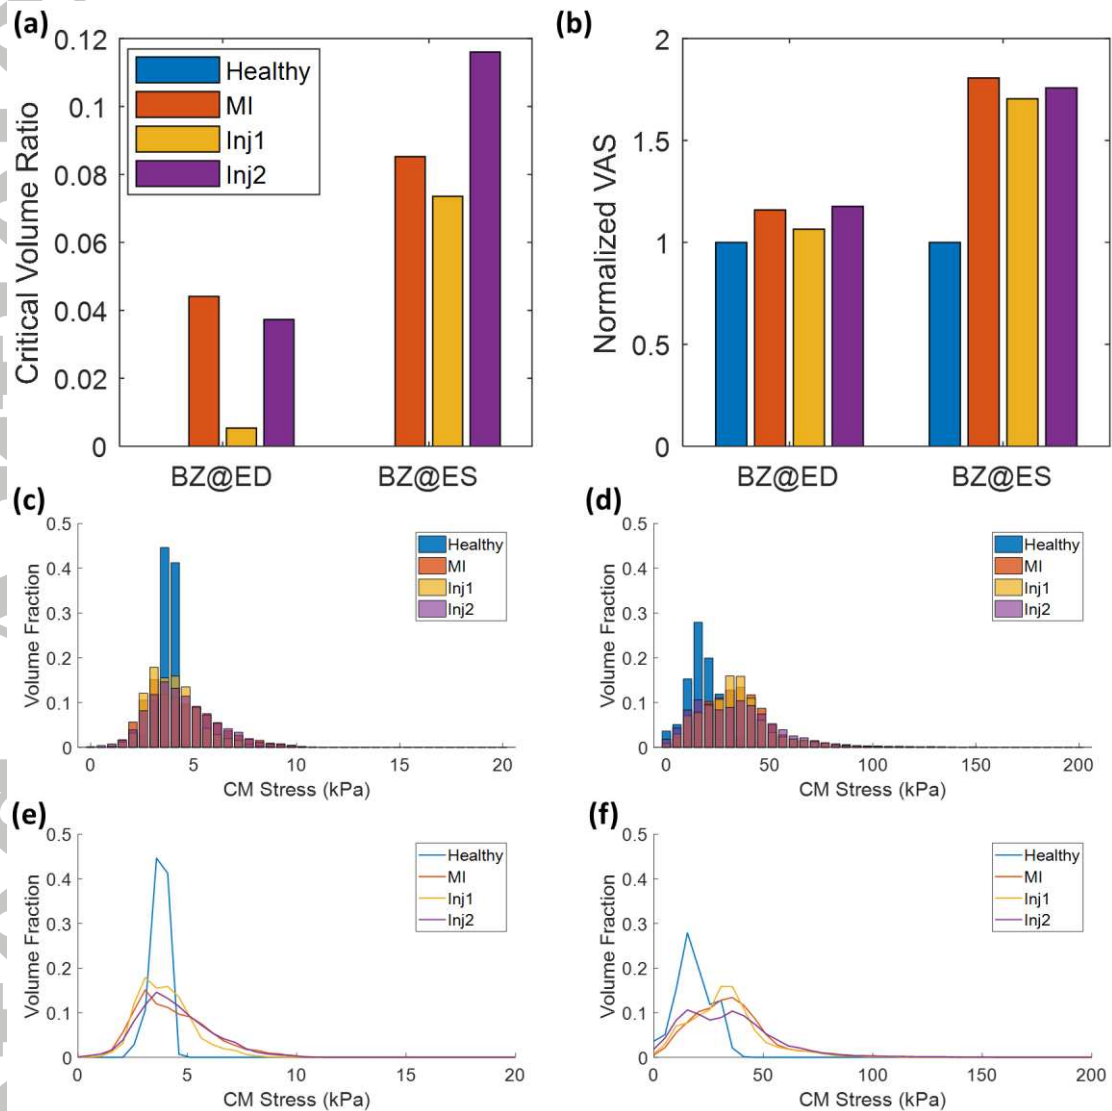 (a)
0.12
0.1
0.08
0.06
0.04
0.02
0
Critical Volume Ratio
Healthy
MI
Inj1
Inj2
BZ@ED BZ@ES
(b)
2
1.5
1
0.5
0
Normalized VAS
BZ@ED BZ@ES
(c)
0.5
0.4
0.3
0.2
0.1
0
Volume Fraction
Healthy
MI
Inj1
Inj2
0 5 10 15 20
CM Stress (kPa)
(d)
0.5
0.4
0.3
0.2
0.1
0
Volume Fraction
Healthy
MI
Inj1
Inj2
0 50 100 150 200
CM Stress (kPa)
(e)
0.5
0.4
0.3
0.2
0.1
0
Volume Fraction
Healthy
MI
Inj1
Inj2
0 5 10 15 20
CM Stress (kPa)
(f)
0.5
0.4
0.3
0.2
0.1
0
Volume Fraction
Healthy
MI
Inj1
Inj2
0 50 100 150 200
CM Stress (kPa)